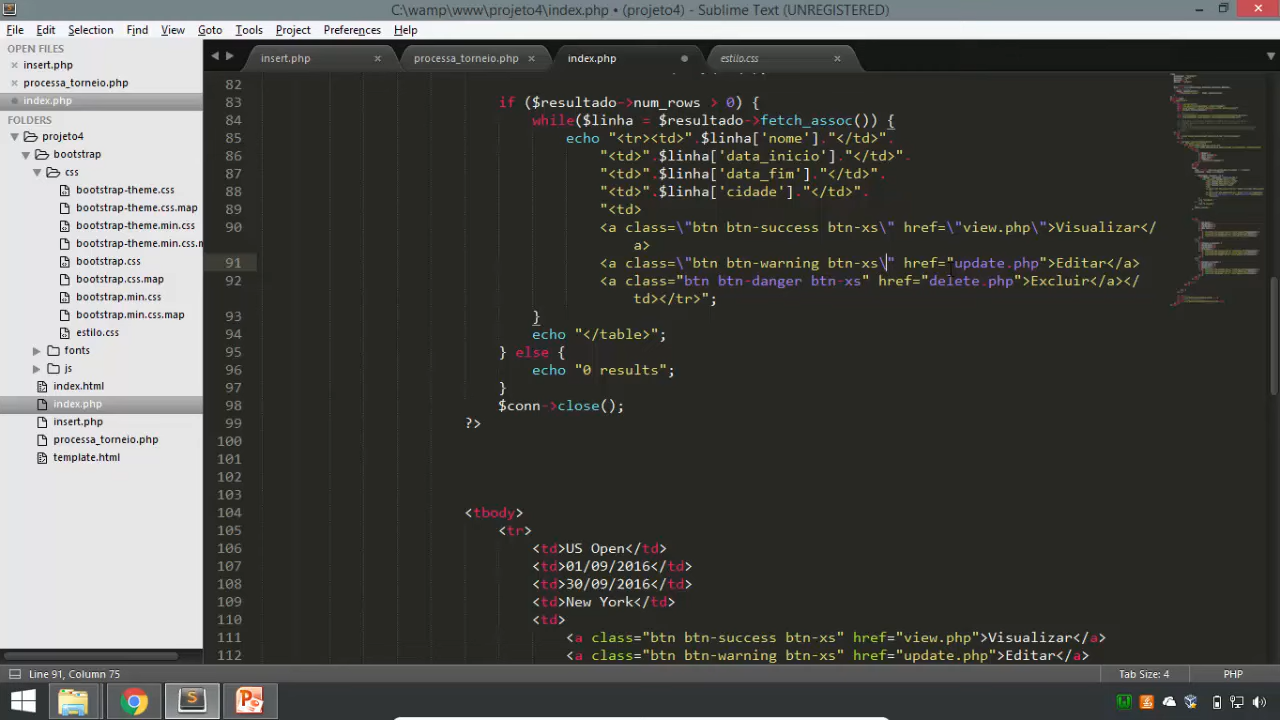 C:\wamp\www\projeto4\index.php • (projeto4) - Sublime Text (UNREGISTERED)
File Edit Selection Find View Goto Tools Project Preferences Help
OPEN FILES
insert.php
processa_torneio.php
index.php
FOLDERS
projeto4
bootstrap
css
bootstrap-theme.css
bootstrap-theme.css.map
bootstrap-theme.min.css
bootstrap-theme.min.css.m
bootstrap.css
bootstrap.css.map
bootstrap.min.css
bootstrap.min.css.map
estilo.css
fonts
js
index.html
index.php
insert.php
processa_torneio.php
template.html
insert.php processa_torneio.php index.php estilo.css
82
83 if ($resultado->num_rows > 0) {
84 while($linha = $resultado->fetch_assoc()) {
85 echo "<tr><td>".$linha['nome']."</td>".
86 "<td>".$linha['data_inicio']."</td>".
87 "<td>".$linha['data_fim']."</td>".
88 "<td>".$linha['cidade']."</td>".
89 "<td>
90 <a class=\"btn btn-success btn-xs\" href=\"view.php\">Visualizar</
a>
91 <a class=\"btn btn-warning btn-xs\" href="update.php">Editar</a>
92 <a class="btn btn-danger btn-xs" href="delete.php">Excluir</a></
td></tr>";
93 }
94 echo "</table>";
95 } else {
96 echo "0 results";
97 }
98 $conn->close();
99 ?>
100
101
102
103
104 <tbody>
105 <tr>
106 <td>US Open</td>
107 <td>01/09/2016</td>
108 <td>30/09/2016</td>
109 <td>New York</td>
110 <td>
111 <a class="btn btn-success btn-xs" href="view.php">Visualizar</a>
112 <a class="btn btn-warning btn-xs" href="update.php">Editar</a>
Line 91, Column 75 Tab Size: 4 PHP